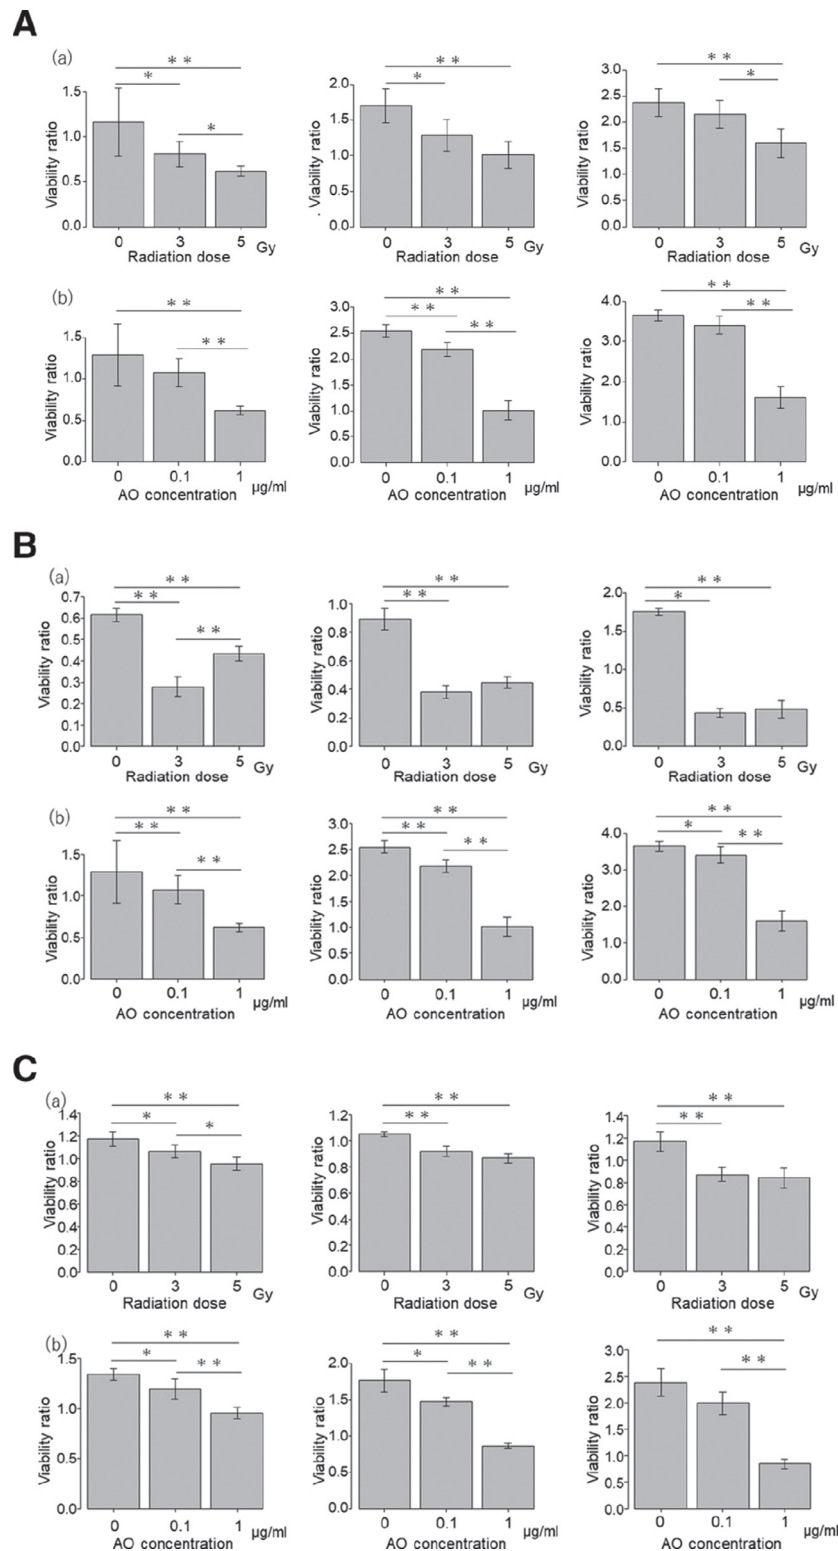 A
(a)
* *
*
*
Viability ratio
1.5
1.0
0.5
0.0
0 3 5 Gy
Radiation dose
* *
*
Viability ratio
2.0
1.5
1.0
0.5
0.0
0 3 5
Radiation dose
* *
*
Viability ratio
3.0
2.5
2.0
1.5
1.0
0.5
0.0
0 3 5 Gy
Radiation dose
(b)
* *
* *
Viability ratio
1.5
1.0
0.5
0.0
0 0.1 1 µg/ml
AO concentration
* *
* *
* *
Viability ratio
3.0
2.5
2.0
1.5
1.0
0.5
0.0
0 0.1 1 µg/ml
AO concentration
* *
* *
Viability ratio
4.0
3.0
2.0
1.0
0.0
0 0.1 1 µg/ml
AO concentration
B
(a)
* *
* *
* *
Viability ratio
0.7
0.6
0.5
0.4
0.3
0.2
0.1
0.0
0 3 5 Gy
Radiation dose
* *
* *
Viability ratio
1.0
0.8
0.6
0.4
0.2
0.0
0 3 5 Gy
Radiation dose
* *
*
Viability ratio
2.0
1.5
1.0
0.5
0.0
0 3 5 Gy
Radiation dose
(b)
* *
* *
* *
Viability ratio
1.5
1.0
0.5
0.0
0 0.1 1 µg/ml
AO concentration
* *
* *
* *
Viability ratio
3.0
2.5
2.0
1.5
1.0
0.5
0.0
0 0.1 1 µg/ml
AO concentration
* *
*
* *
Viability ratio
4.0
3.0
2.0
1.0
0.0
0 0.1 1 µg/ml
AO concentration
C
(a)
* *
*
*
Viability ratio
1.4
1.2
1.0
0.8
0.6
0.4
0.2
0.0
0 3 5 Gy
Radiation dose
* *
* *
Viability ratio
1.2
1.0
0.8
0.6
0.4
0.2
0.0
0 3 5 Gy
Radiation dose
* *
* *
Viability ratio
1.4
1.2
1.0
0.8
0.6
0.4
0.2
0.0
0 3 5 Gy
Radiation dose
(b)
* *
*
* *
Viability ratio
1.5
1.0
0.5
0.0
0 0.1 1 µg/ml
AO concentration
* *
*
* *
Viability ratio
2.0
1.5
1.0
0.5
0.0
0 0.1 1 µg/ml
AO concentration
* *
* *
Viability ratio
3.0
2.5
2.0
1.5
1.0
0.5
0.0
0 0.1 1 µg/ml
AO concentration